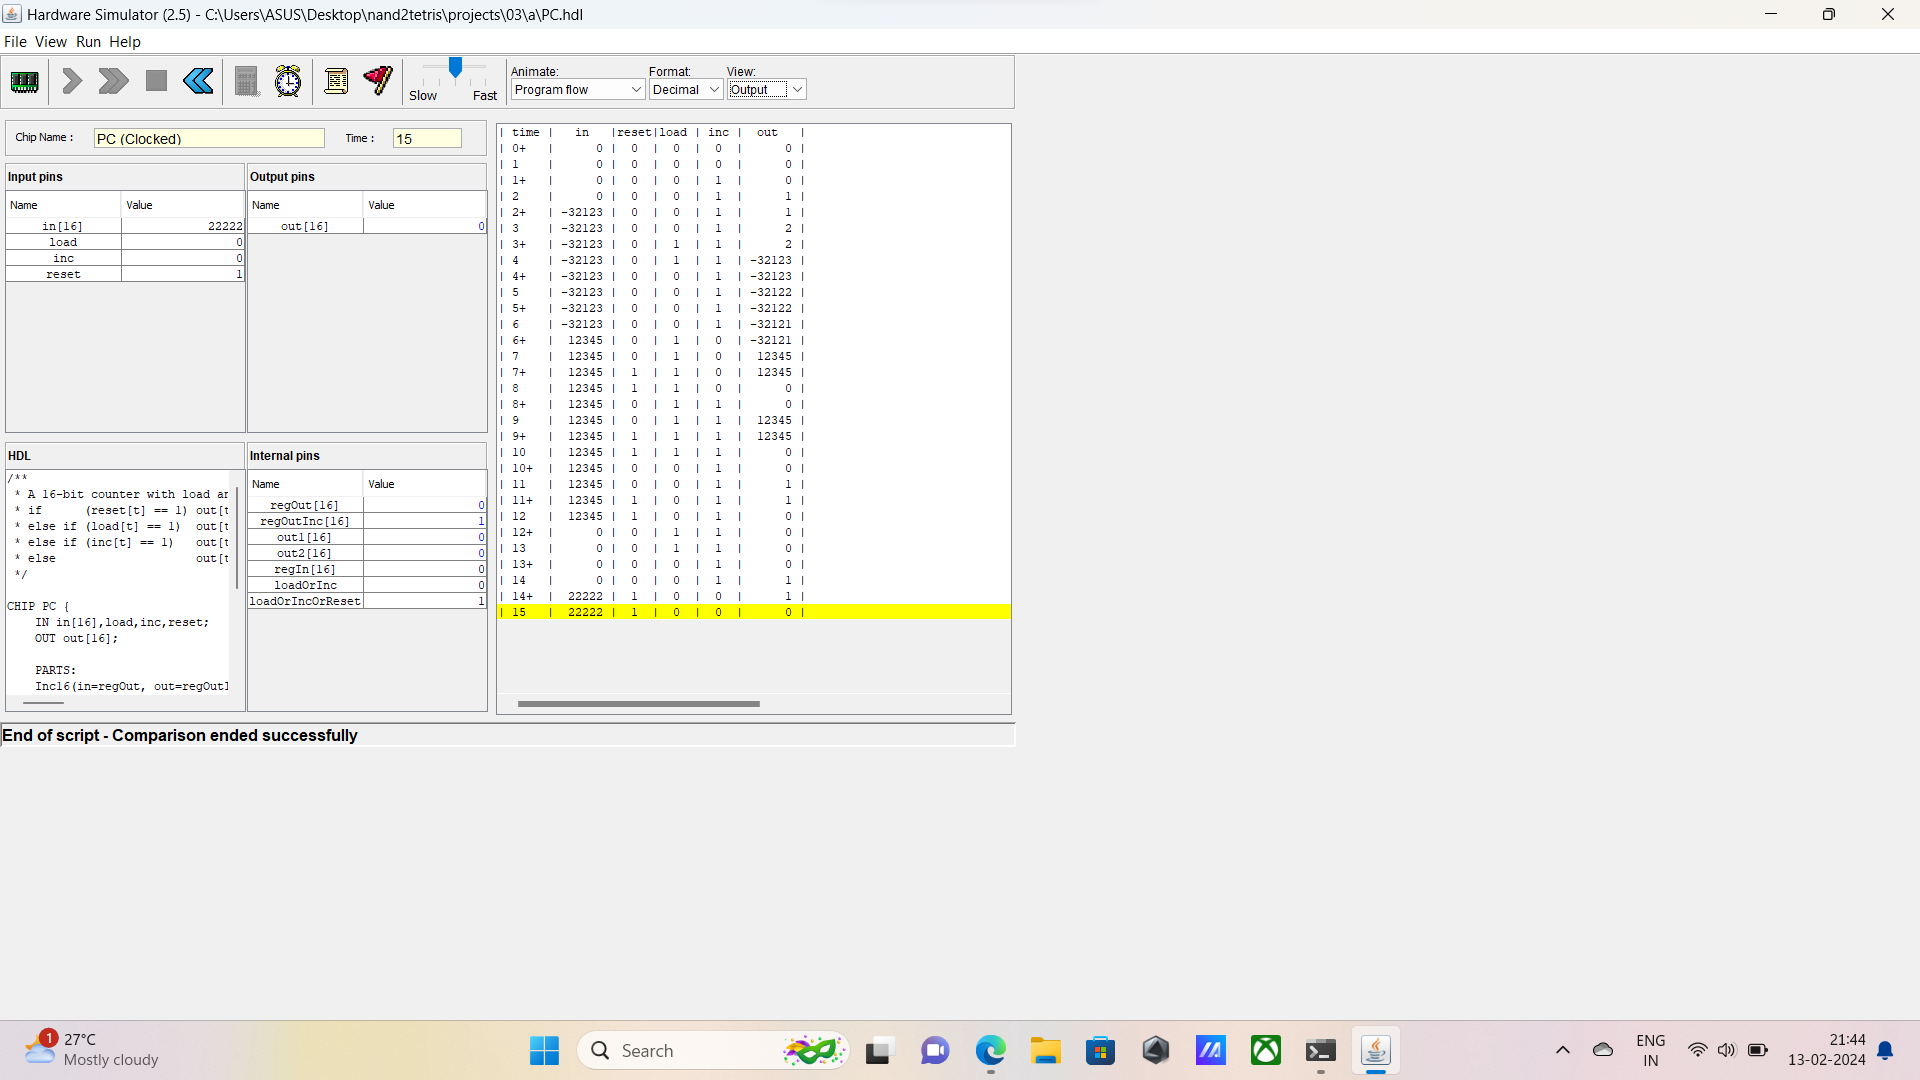 Hardware Simulator (2.5) - C:\Users\ASUS\Desktop\nand2tetris\projects\03\a\PC.hdl
File View Run Help
Slow Fast
Animate: Format: View:
Program flow Decimal Output
Chip Name : PC (Clocked) Time : 15
Input pins
Name Value
in[16] 22222
load 0
inc 0
reset 1
Output pins
Name Value
out[16] 0
HDL
/**
* A 16-bit counter with load an
* if (reset[t] == 1) out[t
* else if (load[t] == 1) out[t
* else if (inc[t] == 1) out[t
* else out[t
*/
CHIP PC {
IN in[16],load,inc,reset;
OUT out[16];
PARTS:
Inc16(in=regOut, out=regOutI
Internal pins
Name Value
regOut[16] 0
regOutInc[16] 1
out1[16] 0
out2[16] 0
regIn[16] 0
loadOrInc 0
loadOrIncOrReset 1
| time | in |reset|load | inc | out |
| 0+ | 0 | 0 | 0 | 0 | 0 |
| 1 | 0 | 0 | 0 | 0 | 0 |
| 1+ | 0 | 0 | 0 | 1 | 0 |
| 2 | 0 | 0 | 0 | 1 | 1 |
| 2+ | -32123 | 0 | 0 | 1 | 1 |
| 3 | -32123 | 0 | 0 | 1 | 2 |
| 3+ | -32123 | 0 | 1 | 1 | 2 |
| 4 | -32123 | 0 | 1 | 1 | -32123 |
| 4+ | -32123 | 0 | 0 | 1 | -32123 |
| 5 | -32123 | 0 | 0 | 1 | -32122 |
| 5+ | -32123 | 0 | 0 | 1 | -32122 |
| 6 | -32123 | 0 | 0 | 1 | -32121 |
| 6+ | 12345 | 0 | 1 | 0 | -32121 |
| 7 | 12345 | 0 | 1 | 0 | 12345 |
| 7+ | 12345 | 1 | 1 | 0 | 12345 |
| 8 | 12345 | 1 | 1 | 0 | 0 |
| 8+ | 12345 | 0 | 1 | 1 | 0 |
| 9 | 12345 | 0 | 1 | 1 | 12345 |
| 9+ | 12345 | 1 | 1 | 1 | 12345 |
| 10 | 12345 | 1 | 1 | 1 | 0 |
| 10+ | 12345 | 0 | 0 | 1 | 0 |
| 11 | 12345 | 0 | 0 | 1 | 1 |
| 11+ | 12345 | 1 | 0 | 1 | 1 |
| 12 | 12345 | 1 | 0 | 1 | 0 |
| 12+ | 0 | 0 | 1 | 1 | 0 |
| 13 | 0 | 0 | 1 | 1 | 0 |
| 13+ | 0 | 0 | 0 | 1 | 0 |
| 14 | 0 | 0 | 0 | 1 | 1 |
| 14+ | 22222 | 1 | 0 | 0 | 1 |
| 15 | 22222 | 1 | 0 | 0 | 0 |
End of script - Comparison ended successfully
1
27°C
Mostly cloudy
Search
ENG
IN
21:44
13-02-2024